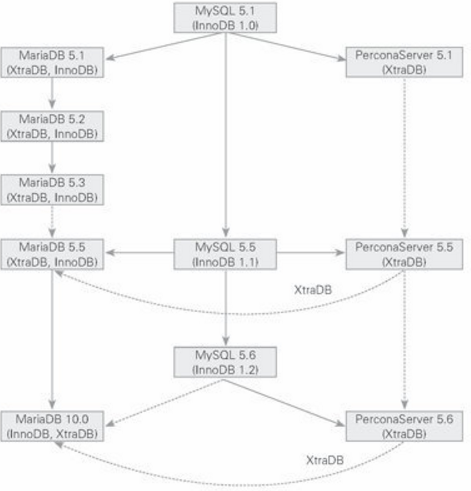 MySQL 5.1
(InnoDB 1.0)
MariaDB 5.1
(XtraDB, InnoDB)
PerconaServer 5.1
(XtraDB)
MariaDB 5.2
(XtraDB, InnoDB)
MariaDB 5.3
(XtraDB, InnoDB)
MariaDB 5.5
(XtraDB, InnoDB)
MySQL 5.5
(InnoDB 1.1)
PerconaServer 5.5
(XtraDB)
XtraDB
MySQL 5.6
(InnoDB 1.2)
MariaDB 10.0
(InnoDB, XtraDB)
PerconaServer 5.6
(XtraDB)
XtraDB